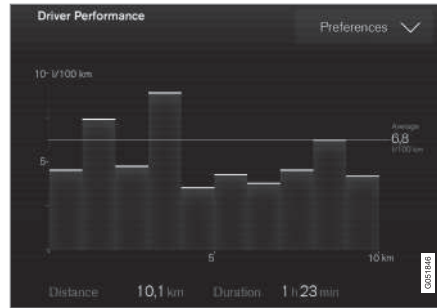 Driver Performance
Preferences
10 l/100 km
Average
6,8
l/100 km
5
5
10 km
Distance 10,1 km Duration 1 h 23 min
G051846